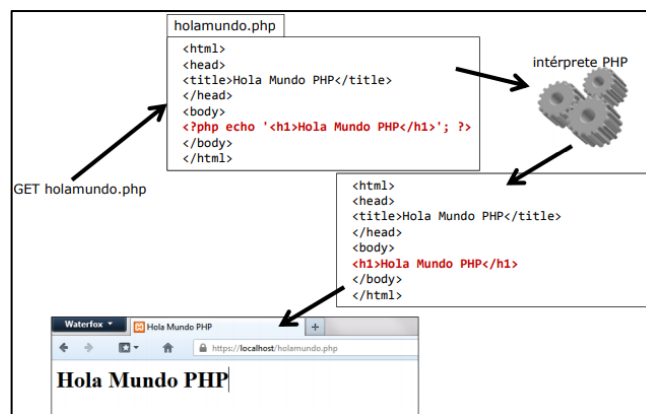 holamundo.php
<html>
<head>
<title>Hola Mundo PHP</title>
</head>
<body>
<?php echo '<h1>Hola Mundo PHP</h1>'; ?>
</body>
</html>
intérprete PHP
GET holamundo.php
<html>
<head>
<title>Hola Mundo PHP</title>
</head>
<body>
<h1>Hola Mundo PHP</h1>
</body>
</html>
Waterfox
Hola Mundo PHP
https://localhost/holamundo.php
Hola Mundo PHP